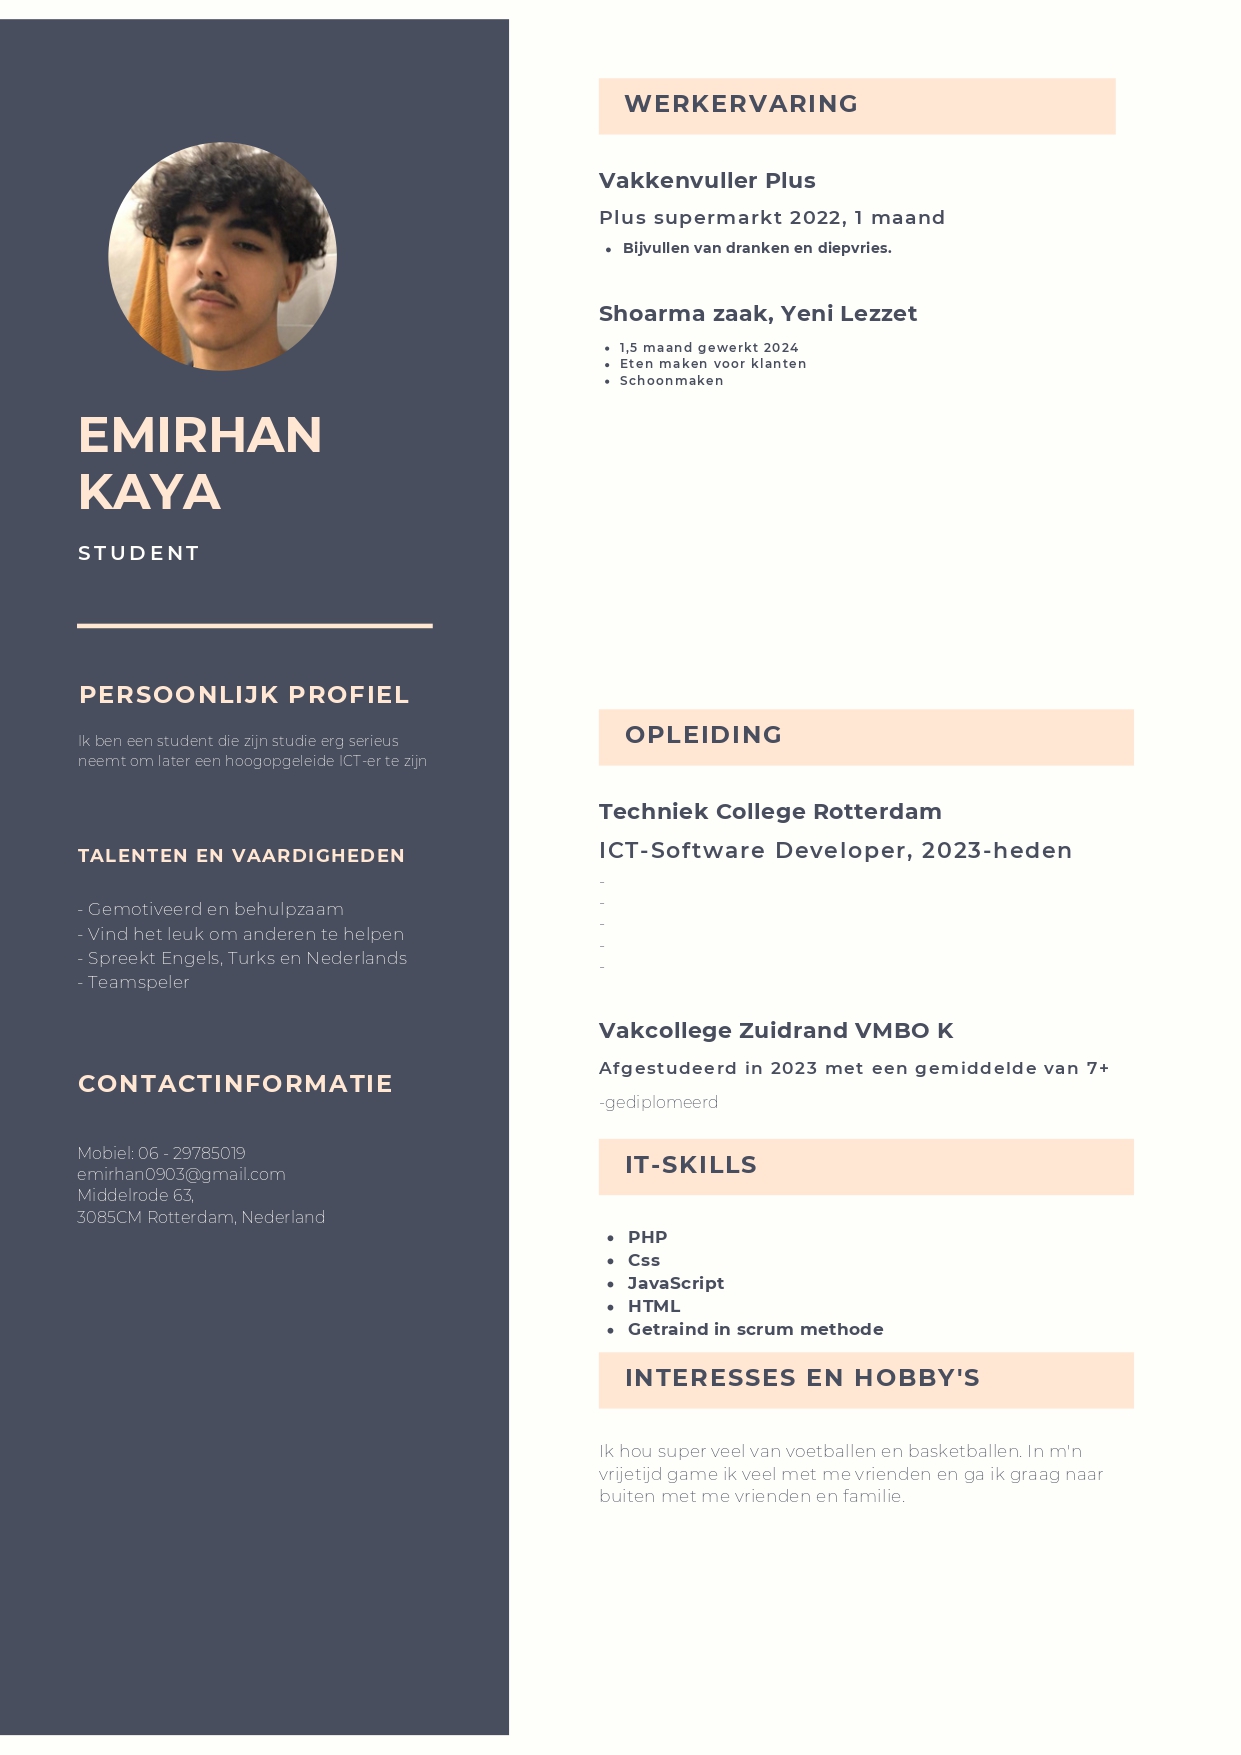 EMIRHAN
KAYA
STUDENT
PERSOONLIJK PROFIEL
Ik ben een student die zijn studie erg serieus
neemt om later een hoogopgeleide ICT-er te zijn
TALENTEN EN VAARDIGHEDEN
- Gemotiveerd en behulpzaam
- Vind het leuk om anderen te helpen
- Spreekt Engels, Turks en Nederlands
- Teamspeler
CONTACTINFORMATIE
Mobiel: 06 - 29785019
emirhan0903@gmail.com
Middelrode 63,
3085CM Rotterdam, Nederland
WERKERVARING
Vakkenvuller Plus
Plus supermarkt 2022, 1 maand
• Bijvullen van dranken en diepvries.
Shoarma zaak, Yeni Lezzet
• 1,5 maand gewerkt 2024
• Eten maken voor klanten
• Schoonmaken
OPLEIDING
Techniek College Rotterdam
ICT-Software Developer, 2023-heden
-
-
-
-
-
Vakcollege Zuidrand VMBO K
Afgestudeerd in 2023 met een gemiddelde van 7+
-gediplomeerd
IT-SKILLS
• PHP
• Css
• JavaScript
• HTML
• Getraind in scrum methode
INTERESSES EN HOBBY'S
Ik hou super veel van voetballen en basketballen. In m'n
vrijetijd game ik veel met me vrienden en ga ik graag naar
buiten met me vrienden en familie.